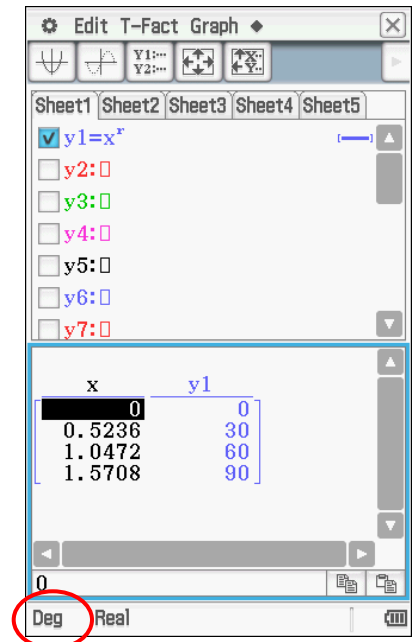 Edit T-Fact Graph ◆
Y1:… Y2:…
Sheet1 Sheet2 Sheet3 Sheet4 Sheet5
y1=xʳ
y2:□
y3:□
y4:□
y5:□
y6:□
y7:□
x y1
0 0
0.5236 30
1.0472 60
1.5708 90
0
Deg Real